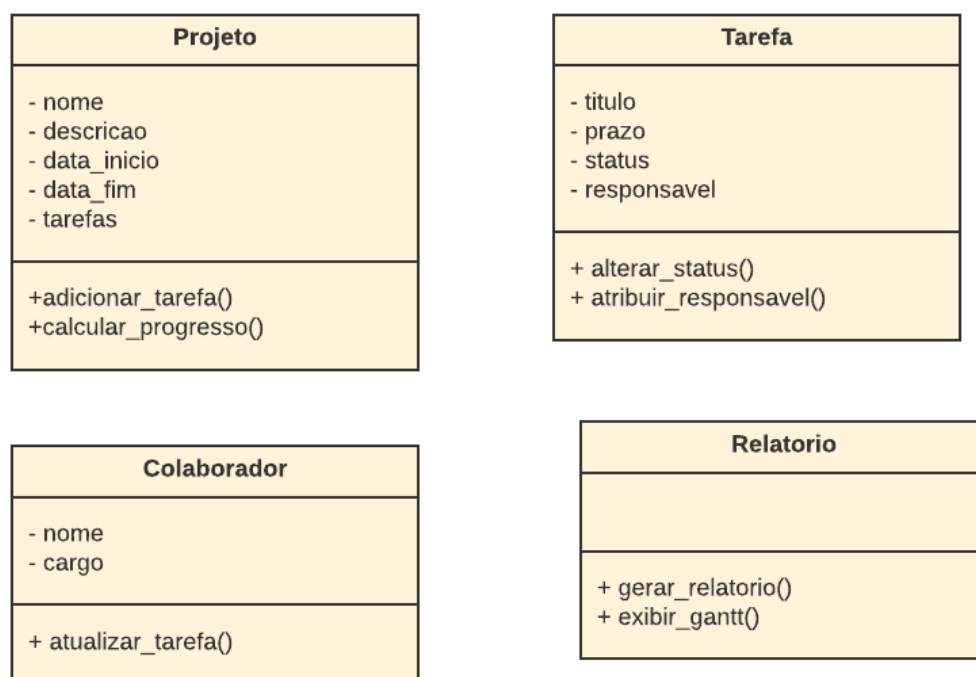 Projeto
- nome
- descricao
- data_inicio
- data_fim
- tarefas
+adicionar_tarefa()
+calcular_progresso()
Tarefa
- titulo
- prazo
- status
- responsavel
+ alterar_status()
+ atribuir_responsavel()
Colaborador
- nome
- cargo
+ atualizar_tarefa()
Relatorio
+ gerar_relatorio()
+ exibir_gantt()